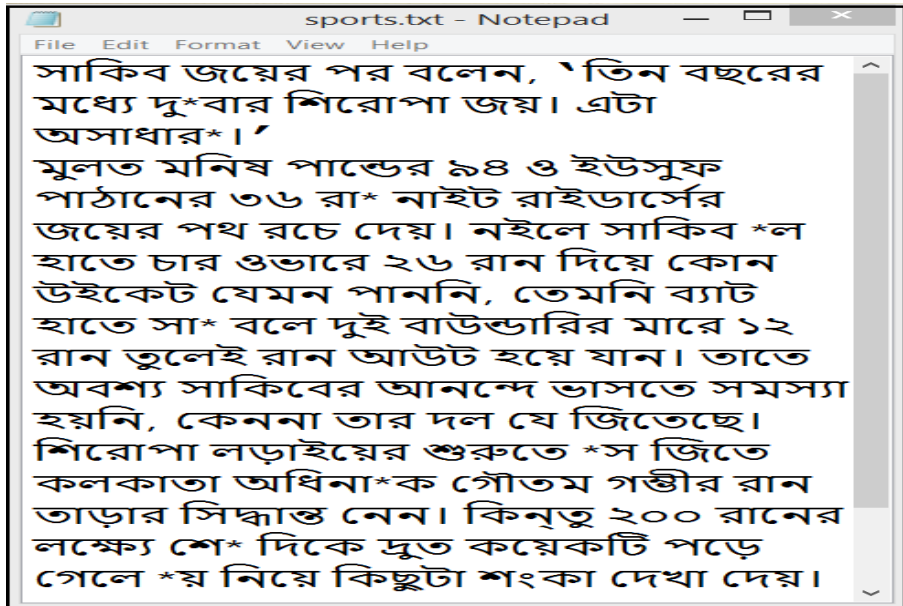 sports.txt - Notepad
File Edit Format View Help
সাকিব জয়ের পর বলেন, ‘তিন বছরের
মধ্যে দু*বার শিরোপা জয়। এটা
অসাধার*।’
মুলত মনিষ পান্ডের ৯৪ ও ইউসুফ
পাঠানের ৩৬ রা* নাইট রাইডার্সের
জয়ের পথ রচে দেয়। নইলে সাকিব *ল
হাতে চার ওভারে ২৬ রান দিয়ে কোন
উইকেট যেমন পাননি, তেমনি ব্যাট
হাতে সা* বলে দুই বাউন্ডারির মারে ১২
রান তুলেই রান আউট হয়ে যান। তাতে
অবশ্য সাকিবের আনন্দে ভাসতে সমস্যা
হয়নি, কেননা তার দল যে জিতেছে।
শিরোপা লড়াইয়ের শুরুতে *স জিতে
কলকাতা অধিনা*ক গৌতম গম্ভীর রান
তাড়ার সিদ্ধান্ত নেন। কিন্তু ২০০ রানের
লক্ষ্যে শে* দিকে দ্রুত কয়েকটি পড়ে
গেলে *য় নিয়ে কিছুটা শংকা দেখা দেয়।